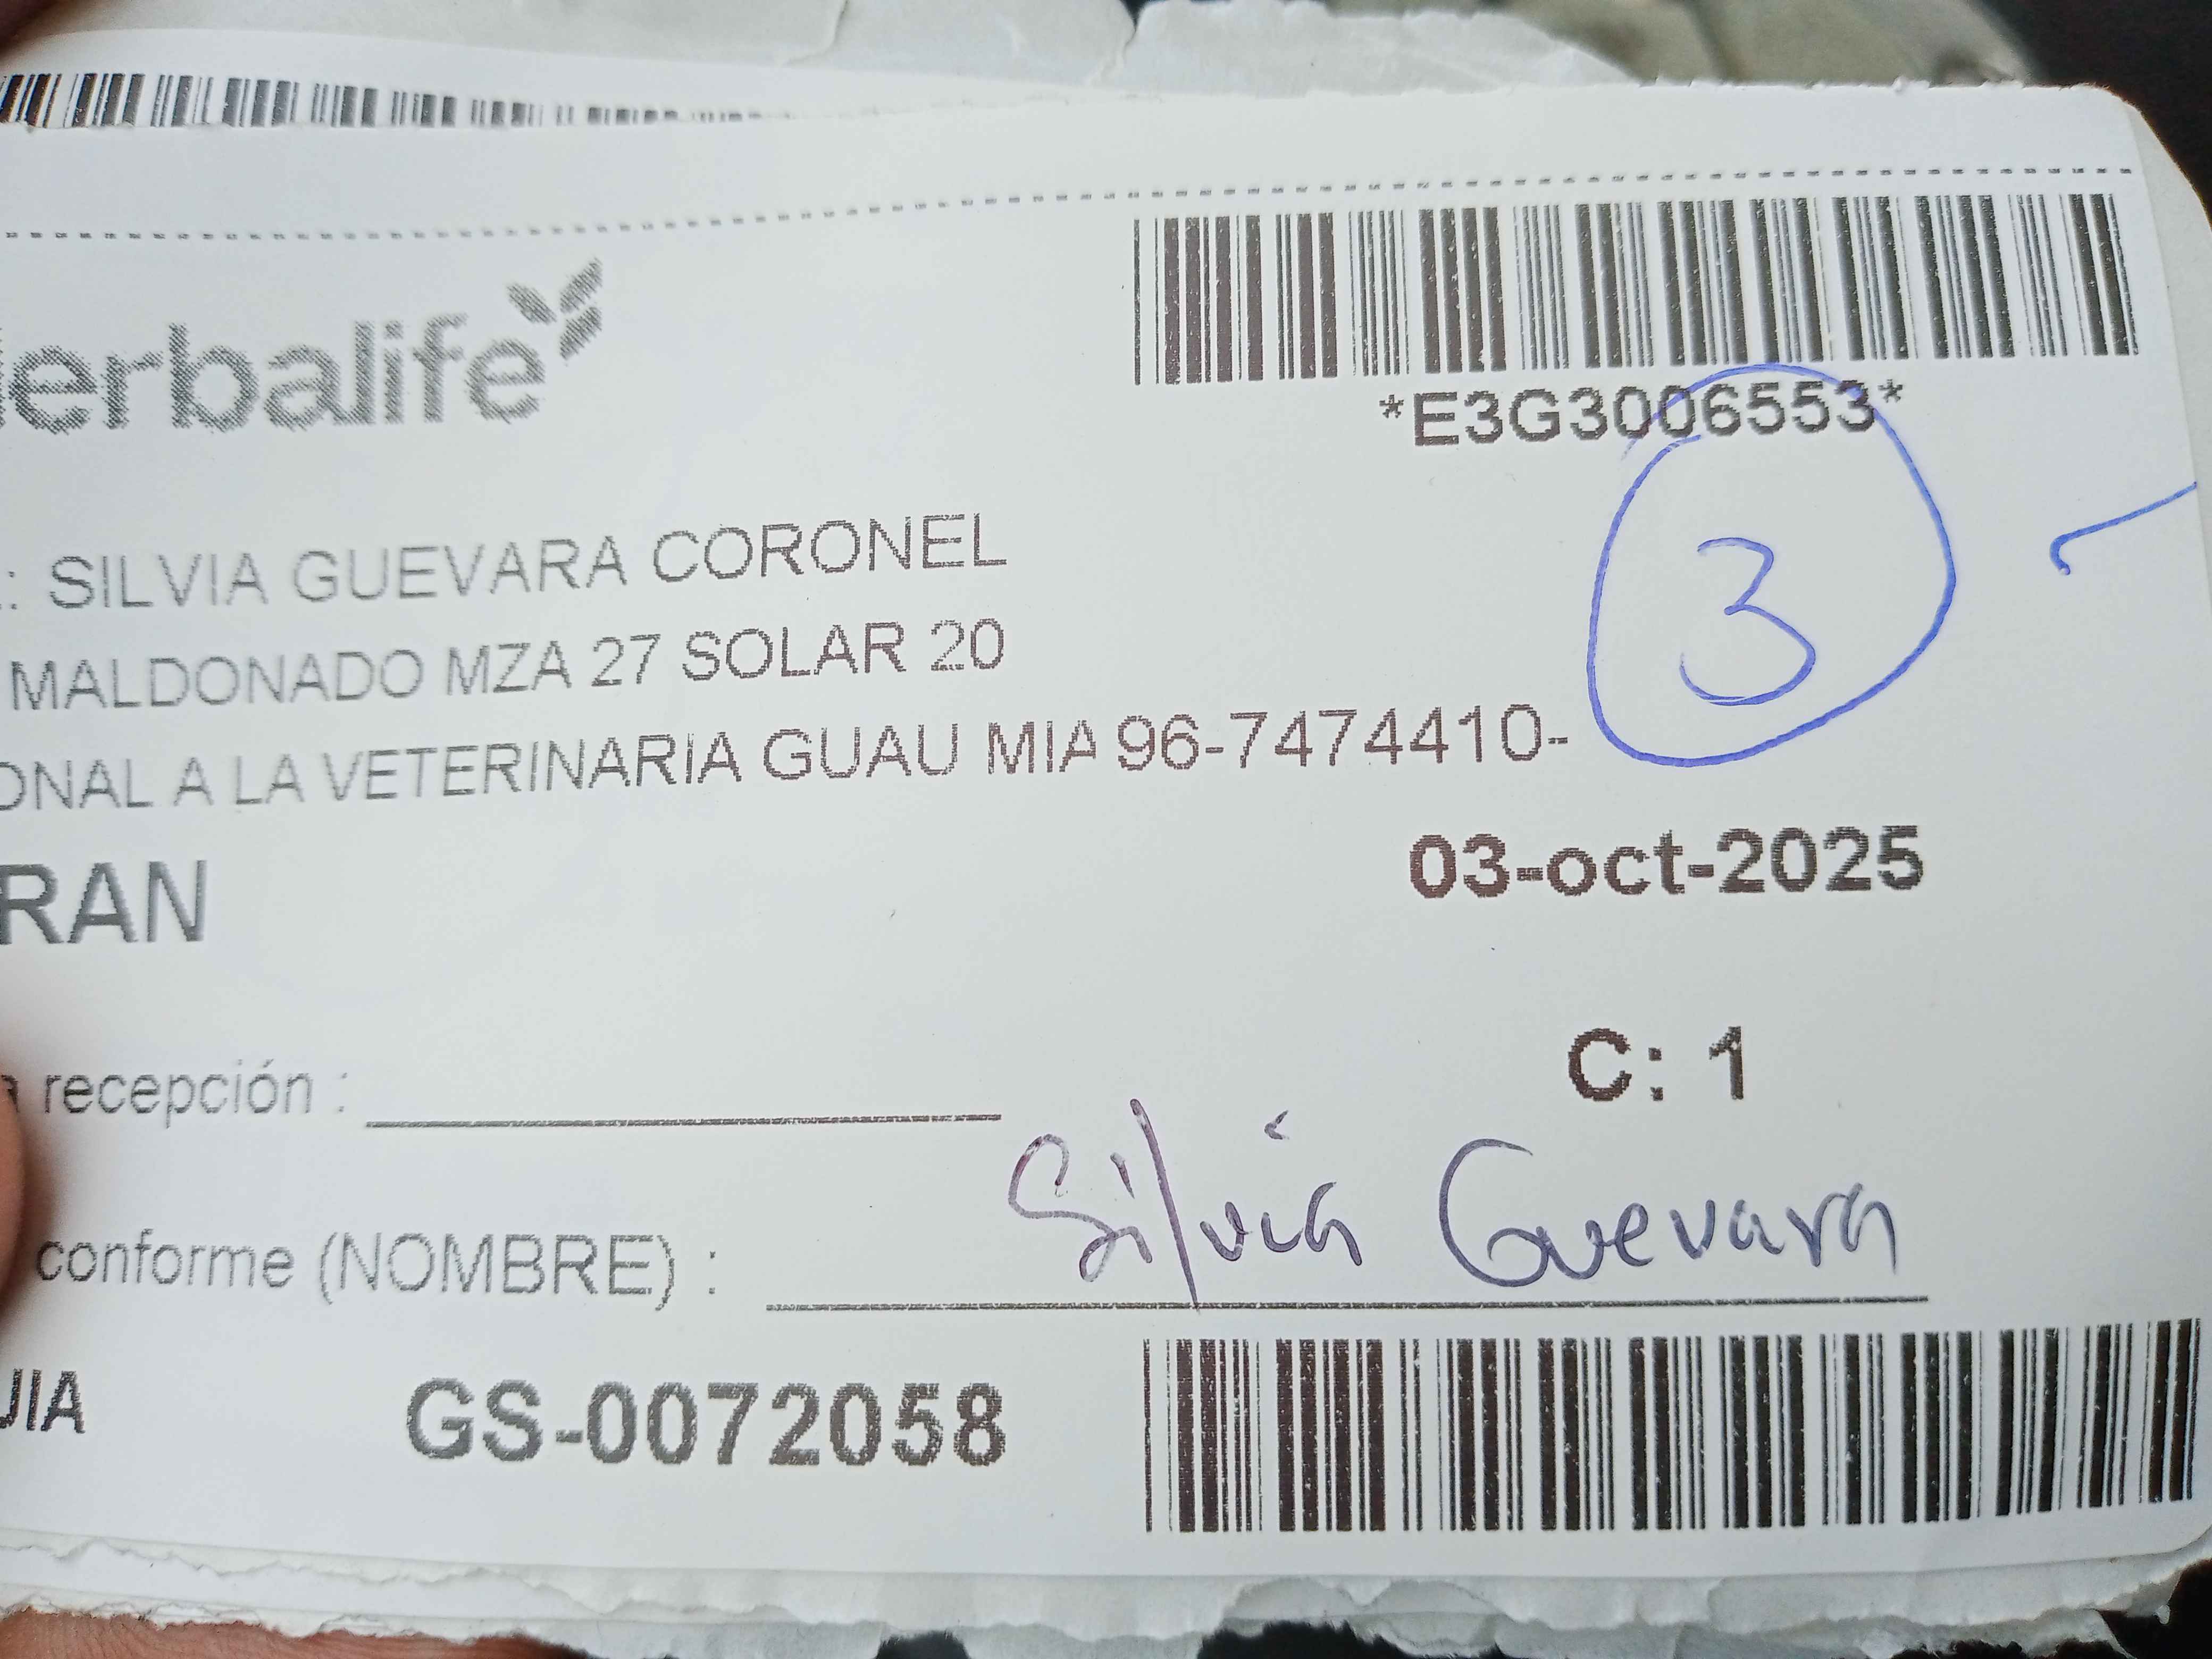 erbalife
*E3G3006553*
3
: SILVIA GUEVARA CORONEL
MALDONADO MZA 27 SOLAR 20
ONAL A LA VETERINARIA GUAU MIA 96-7474410-
03-oct-2025
RAN
C: 1
recepción :
conforme (NOMBRE) : Silvia Guevara
UIA GS-0072058